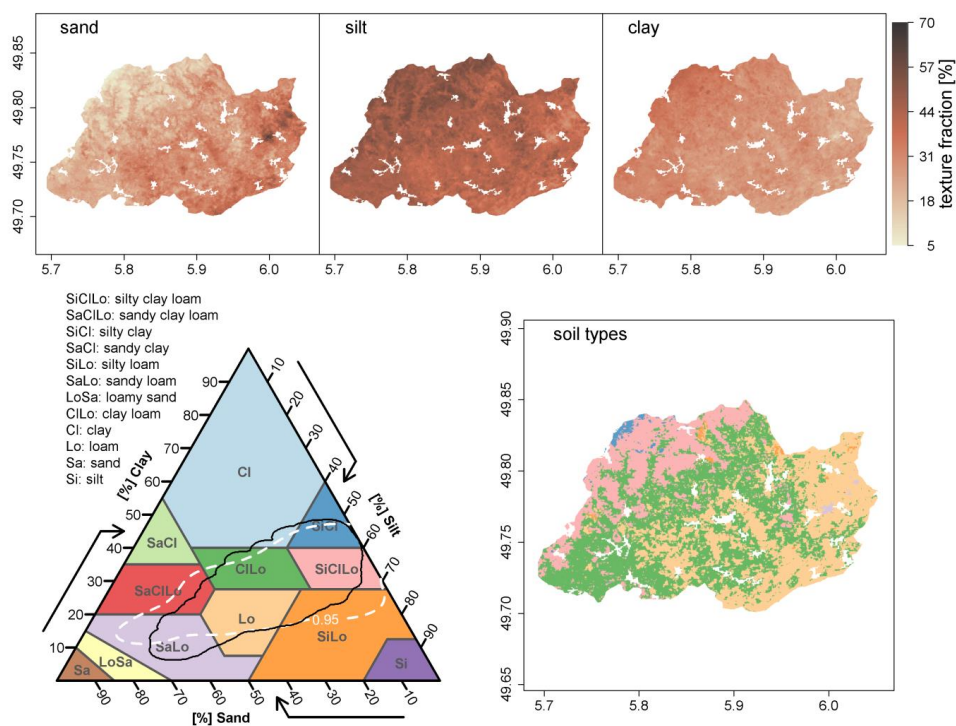 sand
silt
clay
49.85
49.80
49.75
49.70
5.7
5.8
5.9
6.0
5.7
5.8
5.9
6.0
5.7
5.8
5.9
6.0
70
57
44
31
18
5
texture fraction [%]
SiClLo: silty clay loam
SaClLo: sandy clay loam
SiCl: silty clay
SaCl: sandy clay
SiLo: silty loam
SaLo: sandy loam
LoSa: loamy sand
ClLo: clay loam
Cl: clay
Lo: loam
Sa: sand
Si: silt
[%] Clay
90
80
70
60
50
40
30
20
10
[%] Silt
10
20
30
40
50
60
70
80
90
[%] Sand
90
80
70
60
50
40
30
20
10
Cl
SaCl
SiCl
SaClLo
ClLo
SiClLo
Lo
0.95
SaLo
SiLo
Sa
LoSa
Si
soil types
49.90
49.85
49.80
49.75
49.70
49.65
5.7
5.8
5.9
6.0